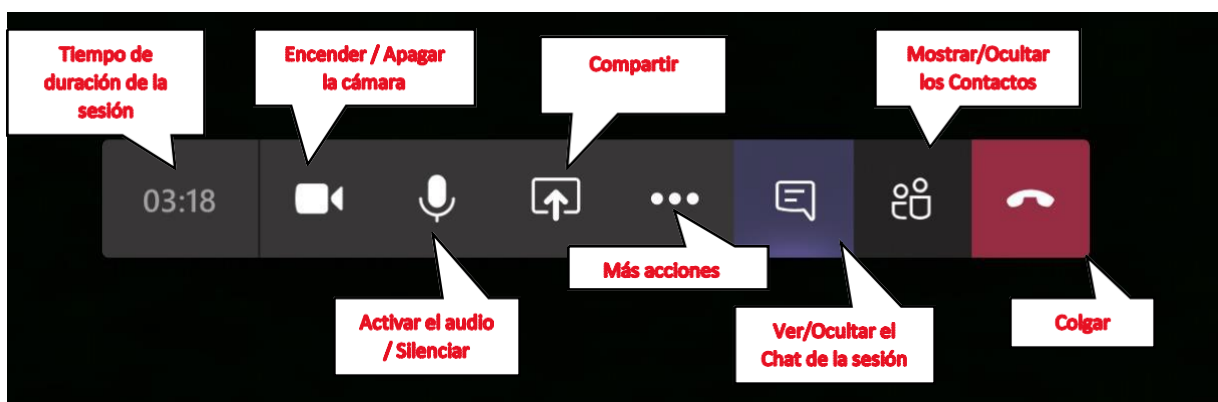 Tiempo de
duración de la
sesión
Encender / Apagar
la cámara
Compartir
Mostrar/Ocultar
los Contactos
03:18
Más acciones
Activar el audio
/ Silenciar
Ver/Ocultar el
Chat de la sesión
Colgar